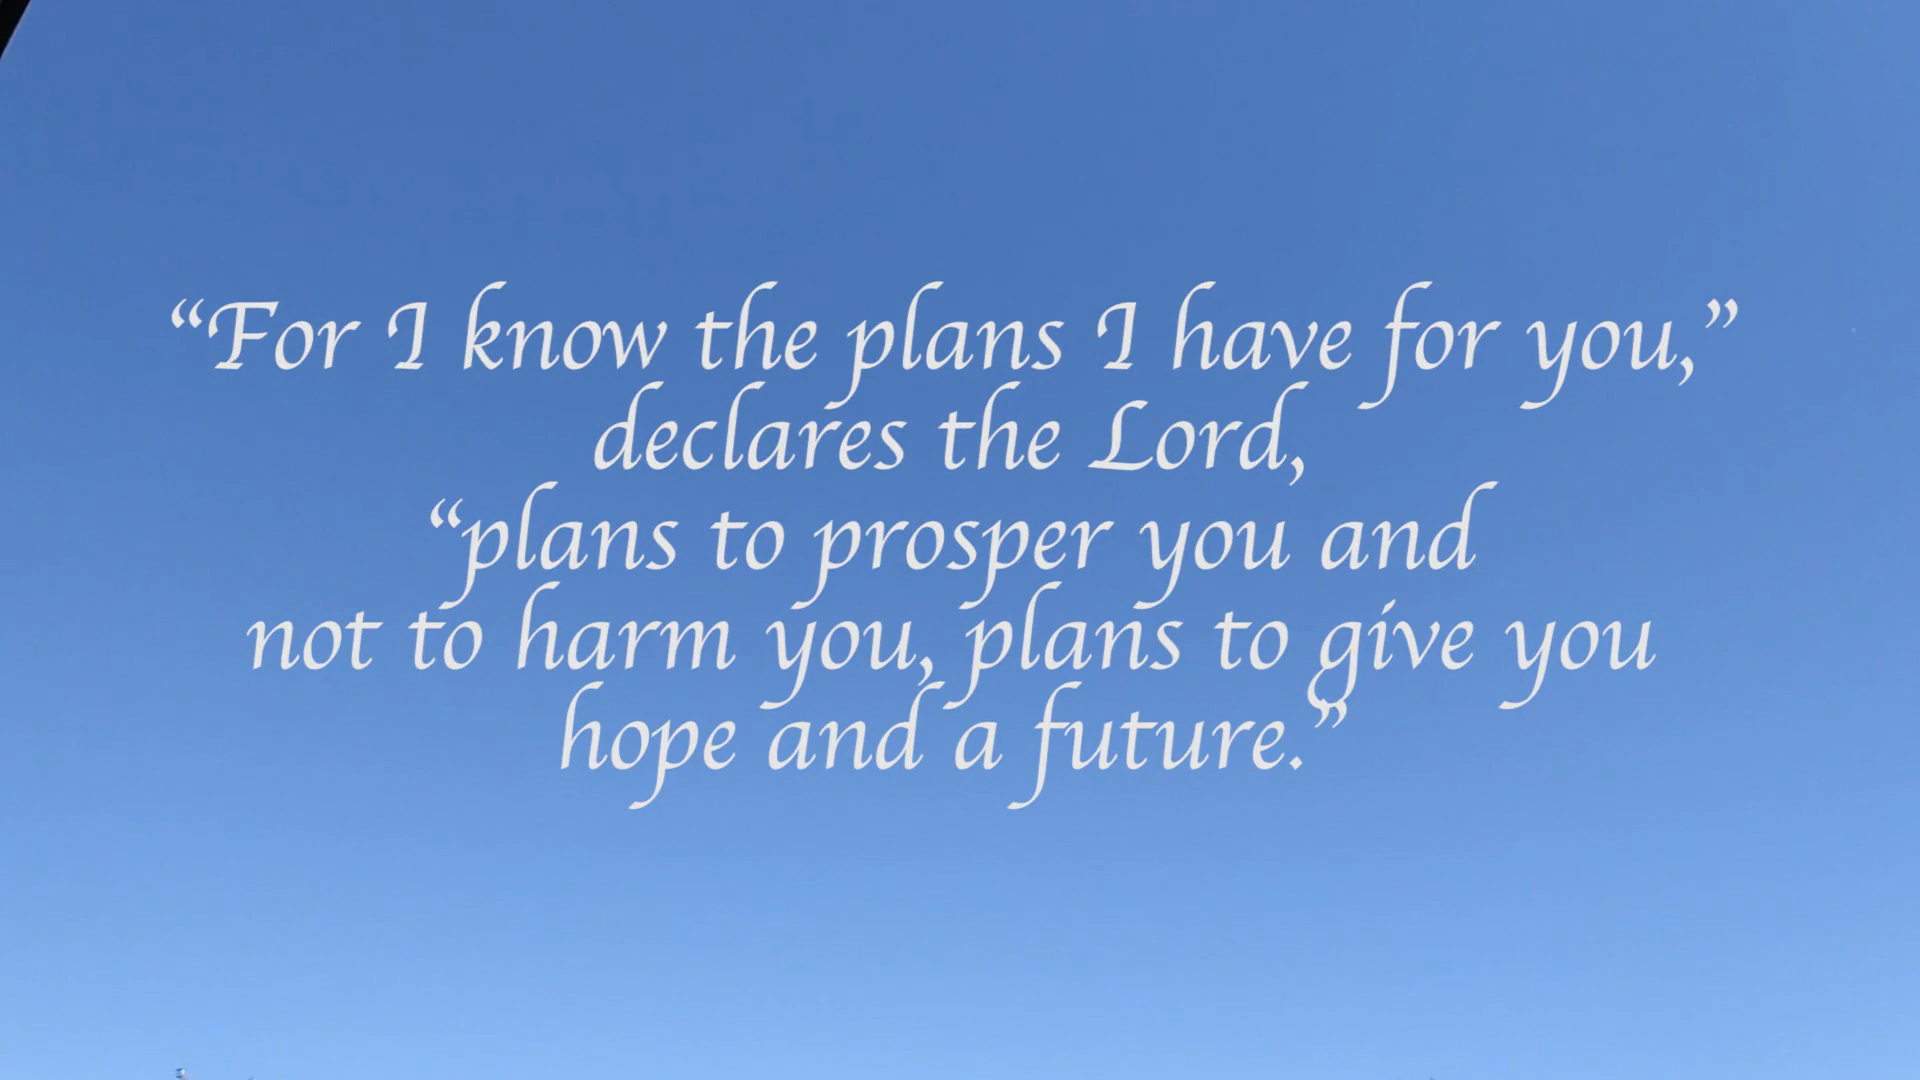 “For I know the plans I have for you,”
declares the Lord,
“plans to prosper you and
not to harm you, plans to give you
hope and a future.”